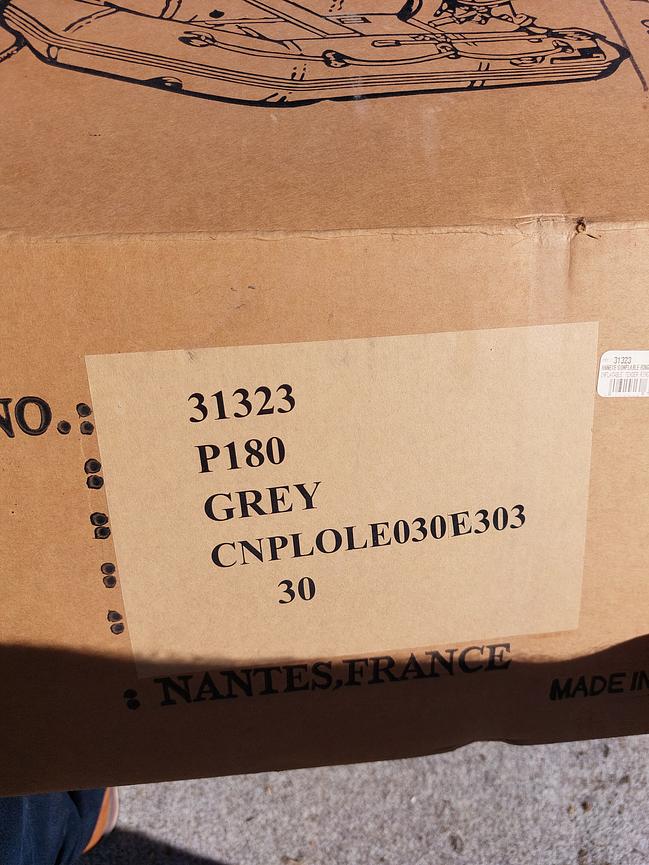 31323
NO.:
31323
P180
GREY
CNPLOLE030E303
30
: NANTES,FRANCE
MADE IN